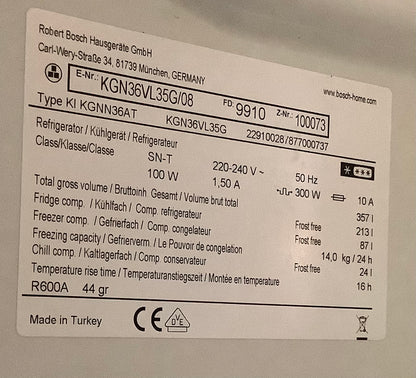 Robert Bosch Hausgeräte GmbH
Carl-Wery-Straße 34, 81739 München, GERMANY
www.bosch-home.com
E-Nr.: KGN36VL35G/08 FD: 9910 Z-Nr.: 100073
Type KI KGNN36AT KGN36VL35G 22910028/877000737
Refrigerator / Kühlgerät / Refrigerateur
Class/Klasse/Classe SN-T 220-240 V ~ 50 Hz
100 W 1,50 A 300 W 10 A
Total gross volume / Bruttoinh. Gesamt / Volume brut total 357 l
Fridge comp. / Kühlfach / Comp. refrigerateur Frost free 213 l
Freezer comp. / Gefrierfach / Comp. congelateur Frost free 87 l
Freezing capacity / Gefrierverm. / Le Pouvoir de congelation 14,0 kg / 24 h
Chill comp. / Kaltlagerfach / Comp. conservateur Frost free 24 l
Temperature rise time / Temperaturanstiegszeit / Montée en température 16 h
R600A 44 gr
Made in Turkey CE DVE